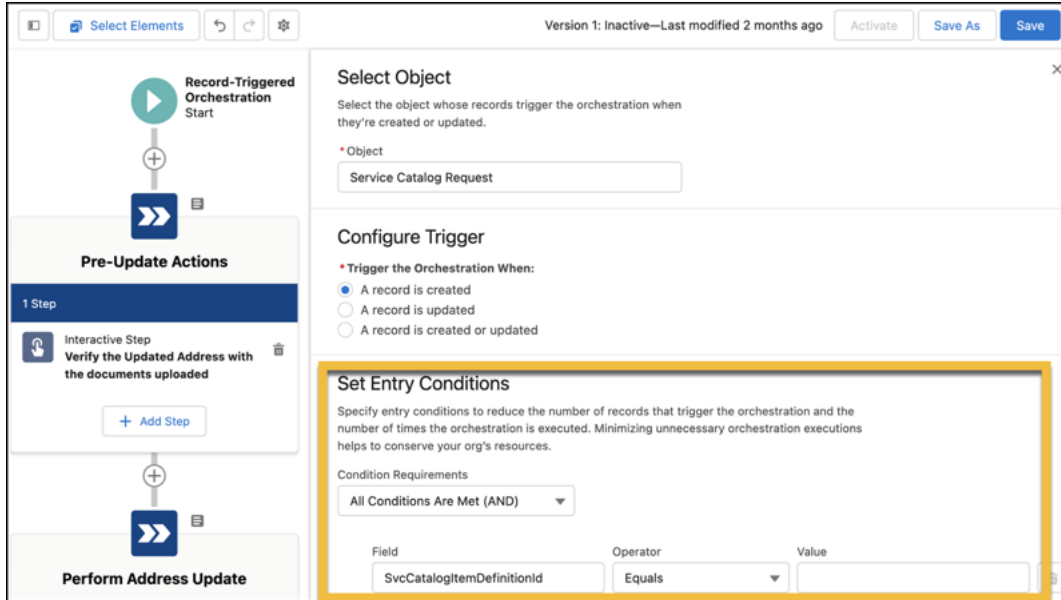 Select Elements
Version 1: Inactive—Last modified 2 months ago
Activate
Save As
Save
Record-Triggered
Orchestration
Start
Pre-Update Actions
1 Step
Interactive Step
Verify the Updated Address with
the documents uploaded
+ Add Step
Perform Address Update
Select Object
Select the object whose records trigger the orchestration when
they're created or updated.
* Object
Service Catalog Request
Configure Trigger
* Trigger the Orchestration When:
A record is created
A record is updated
A record is created or updated
Set Entry Conditions
Specify entry conditions to reduce the number of records that trigger the orchestration and the
number of times the orchestration is executed. Minimizing unnecessary orchestration executions
helps to conserve your org's resources.
Condition Requirements
All Conditions Are Met (AND)
Field
Operator
Value
SvcCatalogItemDefinitionId
Equals